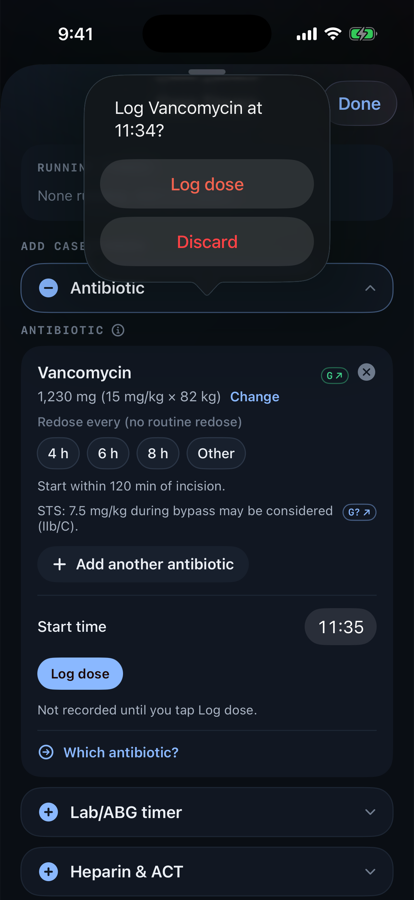 9:41
Done
Log Vancomycin at
11:34?
Log dose
Discard
RUNNIN
None ru
ADD CASE
Antibiotic
ANTIBIOTIC
Vancomycin
G ↗
1,230 mg (15 mg/kg × 82 kg) Change
Redose every (no routine redose)
4 h 6 h 8 h Other
Start within 120 min of incision.
STS: 7.5 mg/kg during bypass may be considered G? ↗
(IIb/C).
+ Add another antibiotic
Start time 11:35
Log dose
Not recorded until you tap Log dose.
Which antibiotic?
Lab/ABG timer
Heparin & ACT